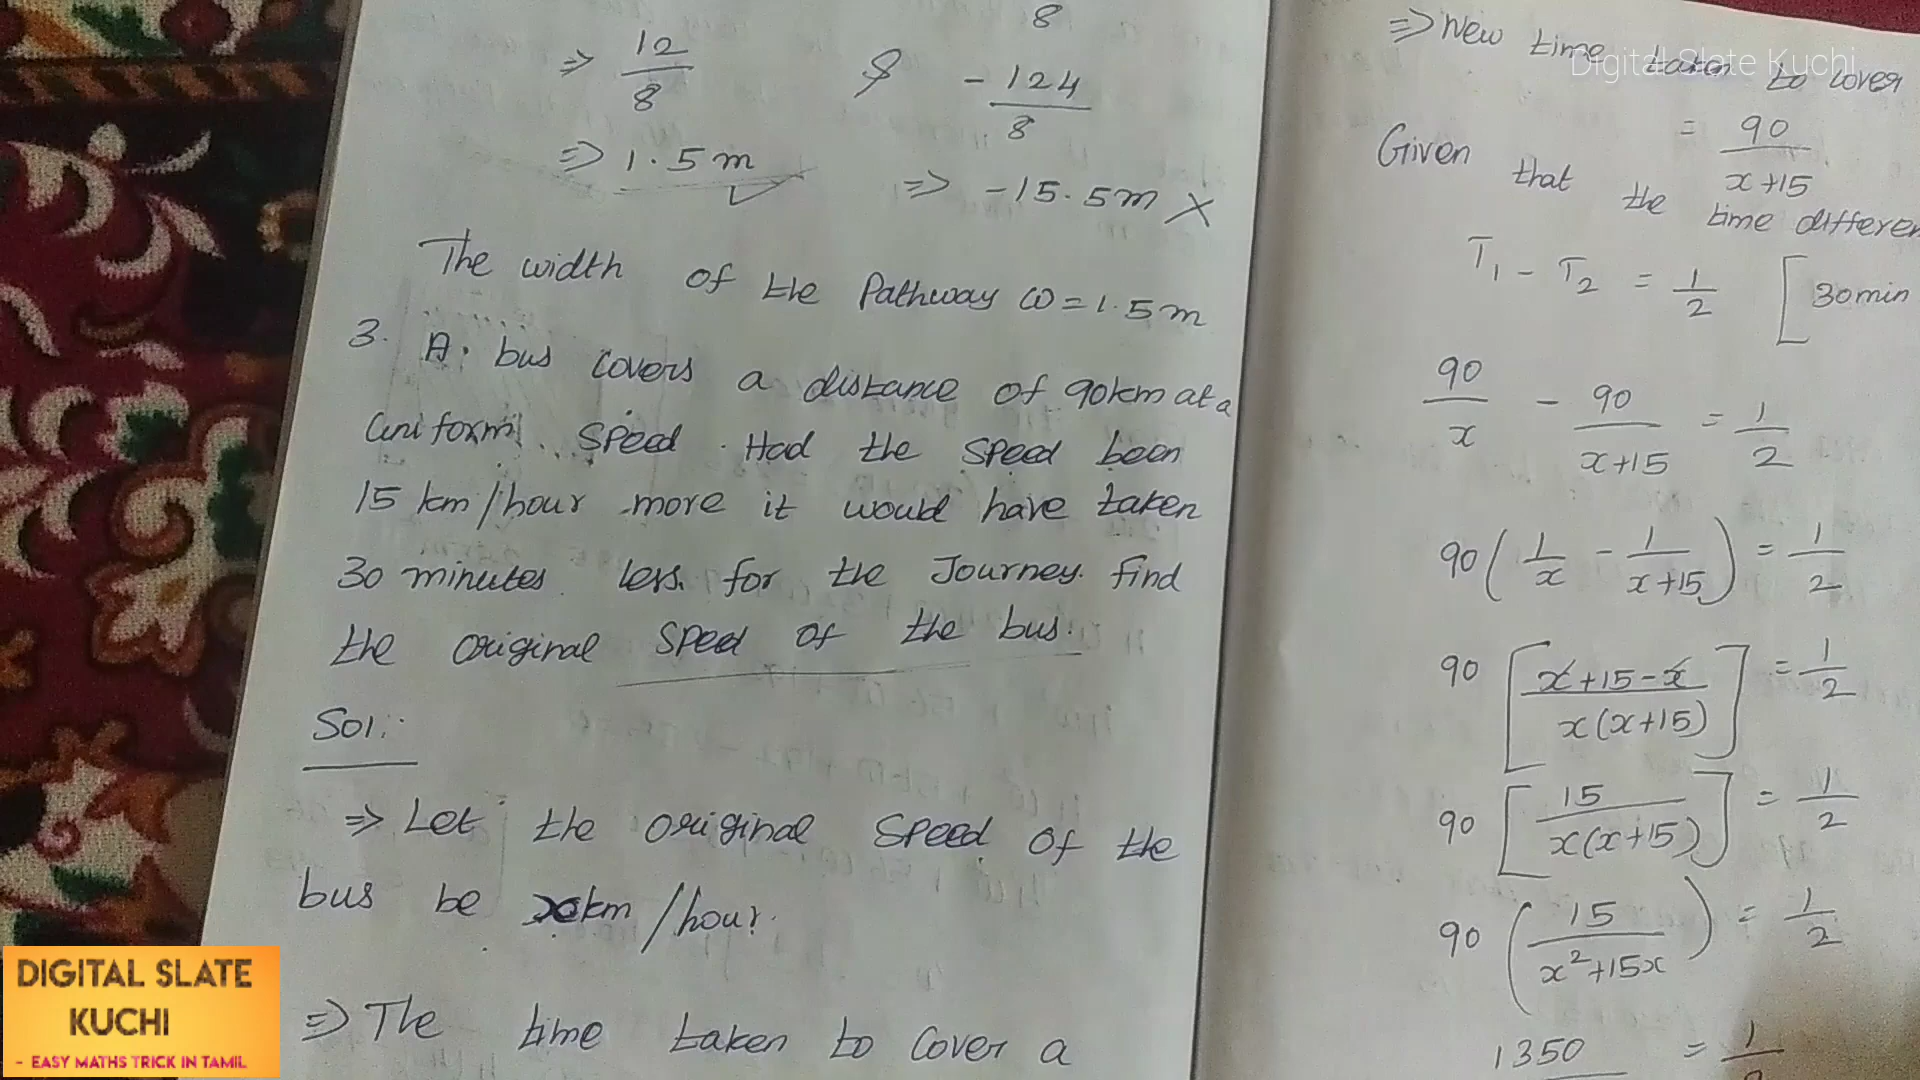 8
⇒ 12/8 & -124/8
⇒ 1.5m ⇒ -15.5m ×
The width of the Pathway ω = 1.5m
3. A bus covers a distance of 90km at a
uniform speed. Had the speed been
15 km/hour more it would have taken
30 minutes less for the Journey. find
the original speed of the bus.
Sol:
⇒ Let the original speed of the
bus be x km/hour.
⇒ The time taken to cover a
⇒ New time taken to cover
= 90/(x+15)
Given that the time differen
T₁ - T₂ = 1/2 [30min
90/x - 90/(x+15) = 1/2
90(1/x - 1/(x+15)) = 1/2
90[(x+15-x)/(x(x+15))] = 1/2
90[15/(x(x+15))] = 1/2
90(15/(x²+15x)) = 1/2
1350 = 1
Digital Slate Kuchi
DIGITAL SLATE
KUCHI
- EASY MATHS TRICK IN TAMIL